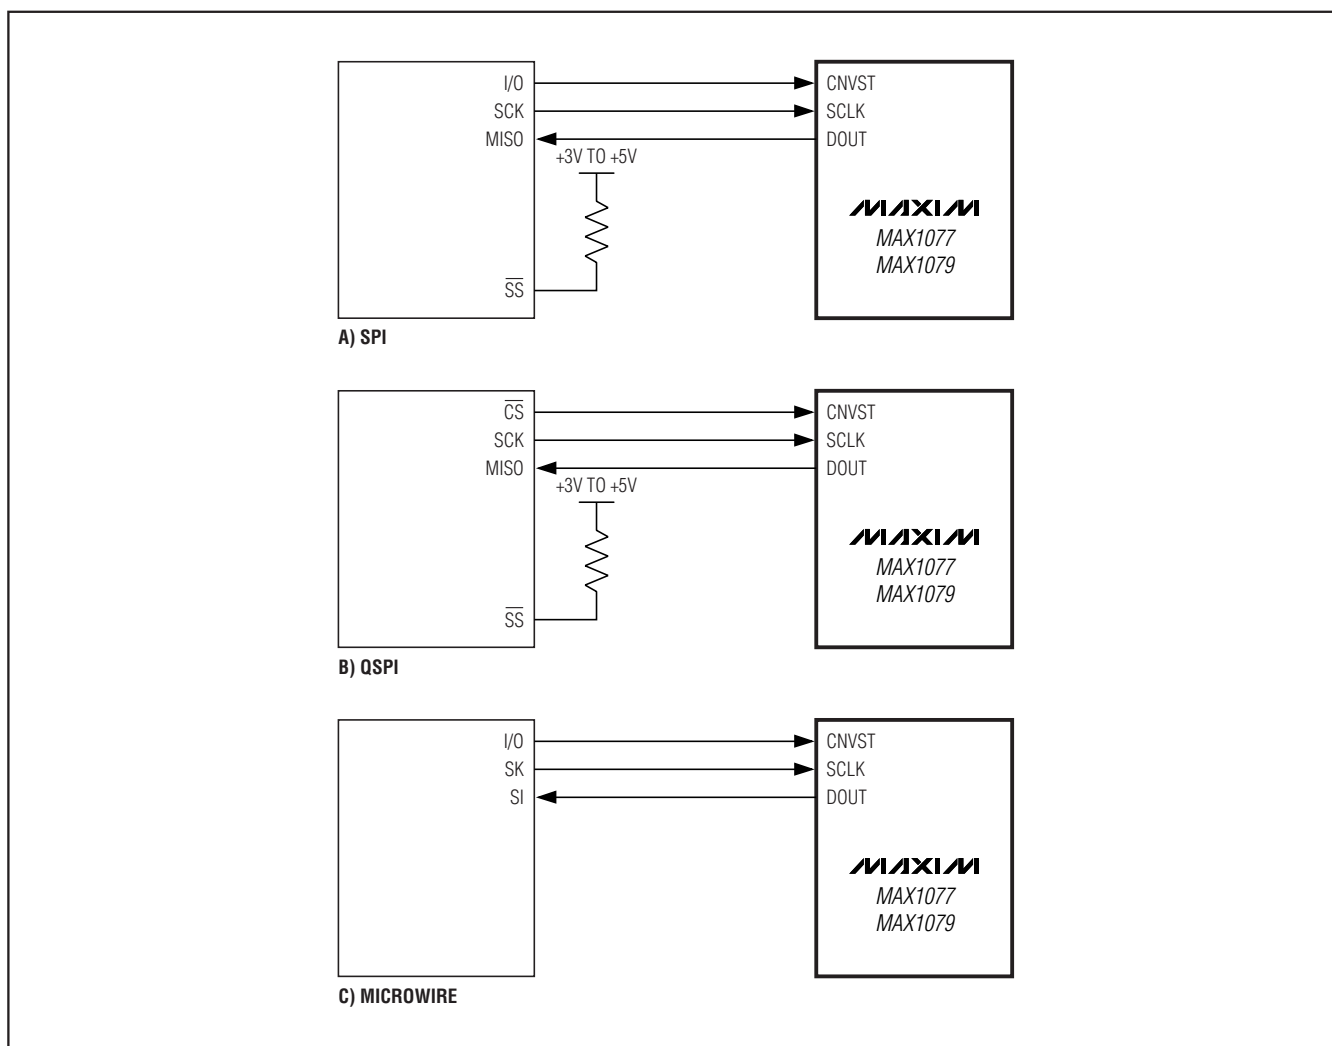 I/O CNVST
SCK SCLK
MISO DOUT
+3V TO +5V
MAXIM
MAX1077
MAX1079
SS
A) SPI
CS CNVST
SCK SCLK
MISO DOUT
+3V TO +5V
MAXIM
MAX1077
MAX1079
SS
B) QSPI
I/O CNVST
SK SCLK
SI DOUT
MAXIM
MAX1077
MAX1079
C) MICROWIRE